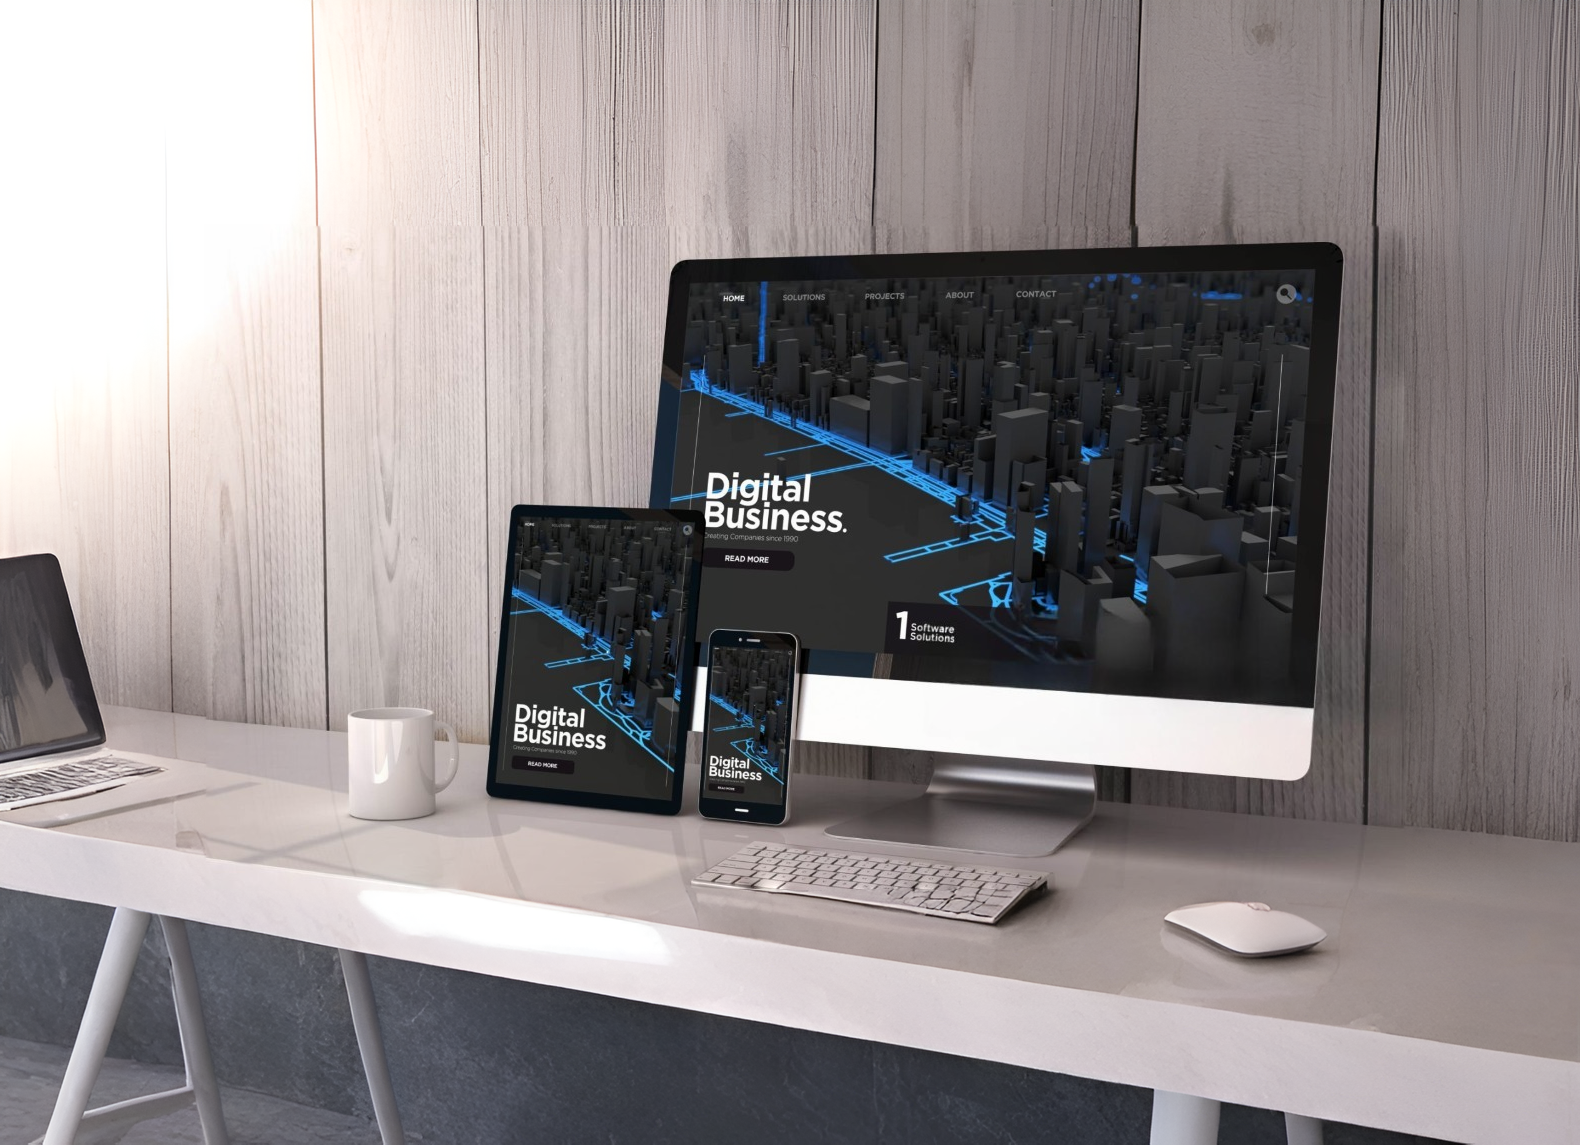 HOME SOLUTIONS PROJECTS ABOUT CONTACT
Digital
Business.
Creating Companies since 1990
READ MORE
1 Software
Solutions
HOME SOLUTIONS PROJECTS ABOUT CONTACT
Digital
Business
Creating Companies since 1990
READ MORE
Digital
Business
READ MORE